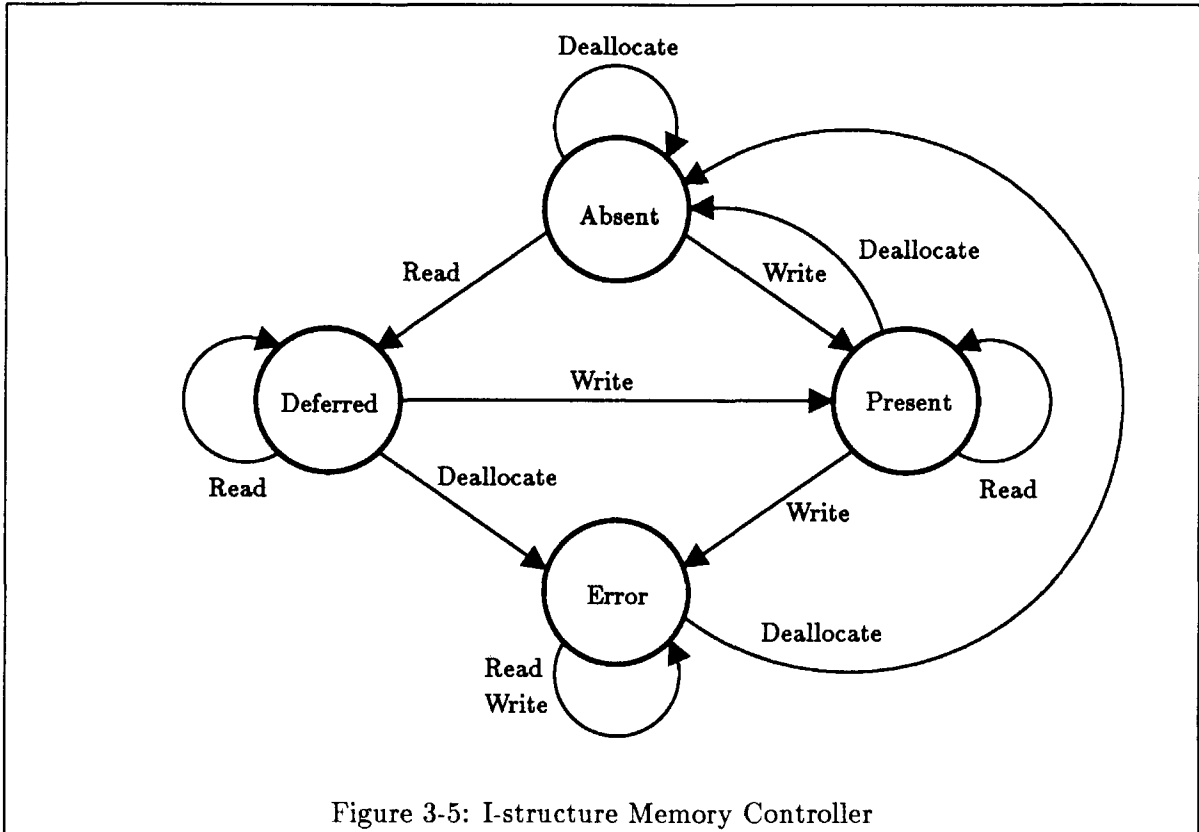 Deallocate
Absent
Deallocate
Read
Write
Write
Deferred
Present
Read
Deallocate
Write
Read
Error
Deallocate
Read
Write
Figure 3-5: I-structure Memory Controller